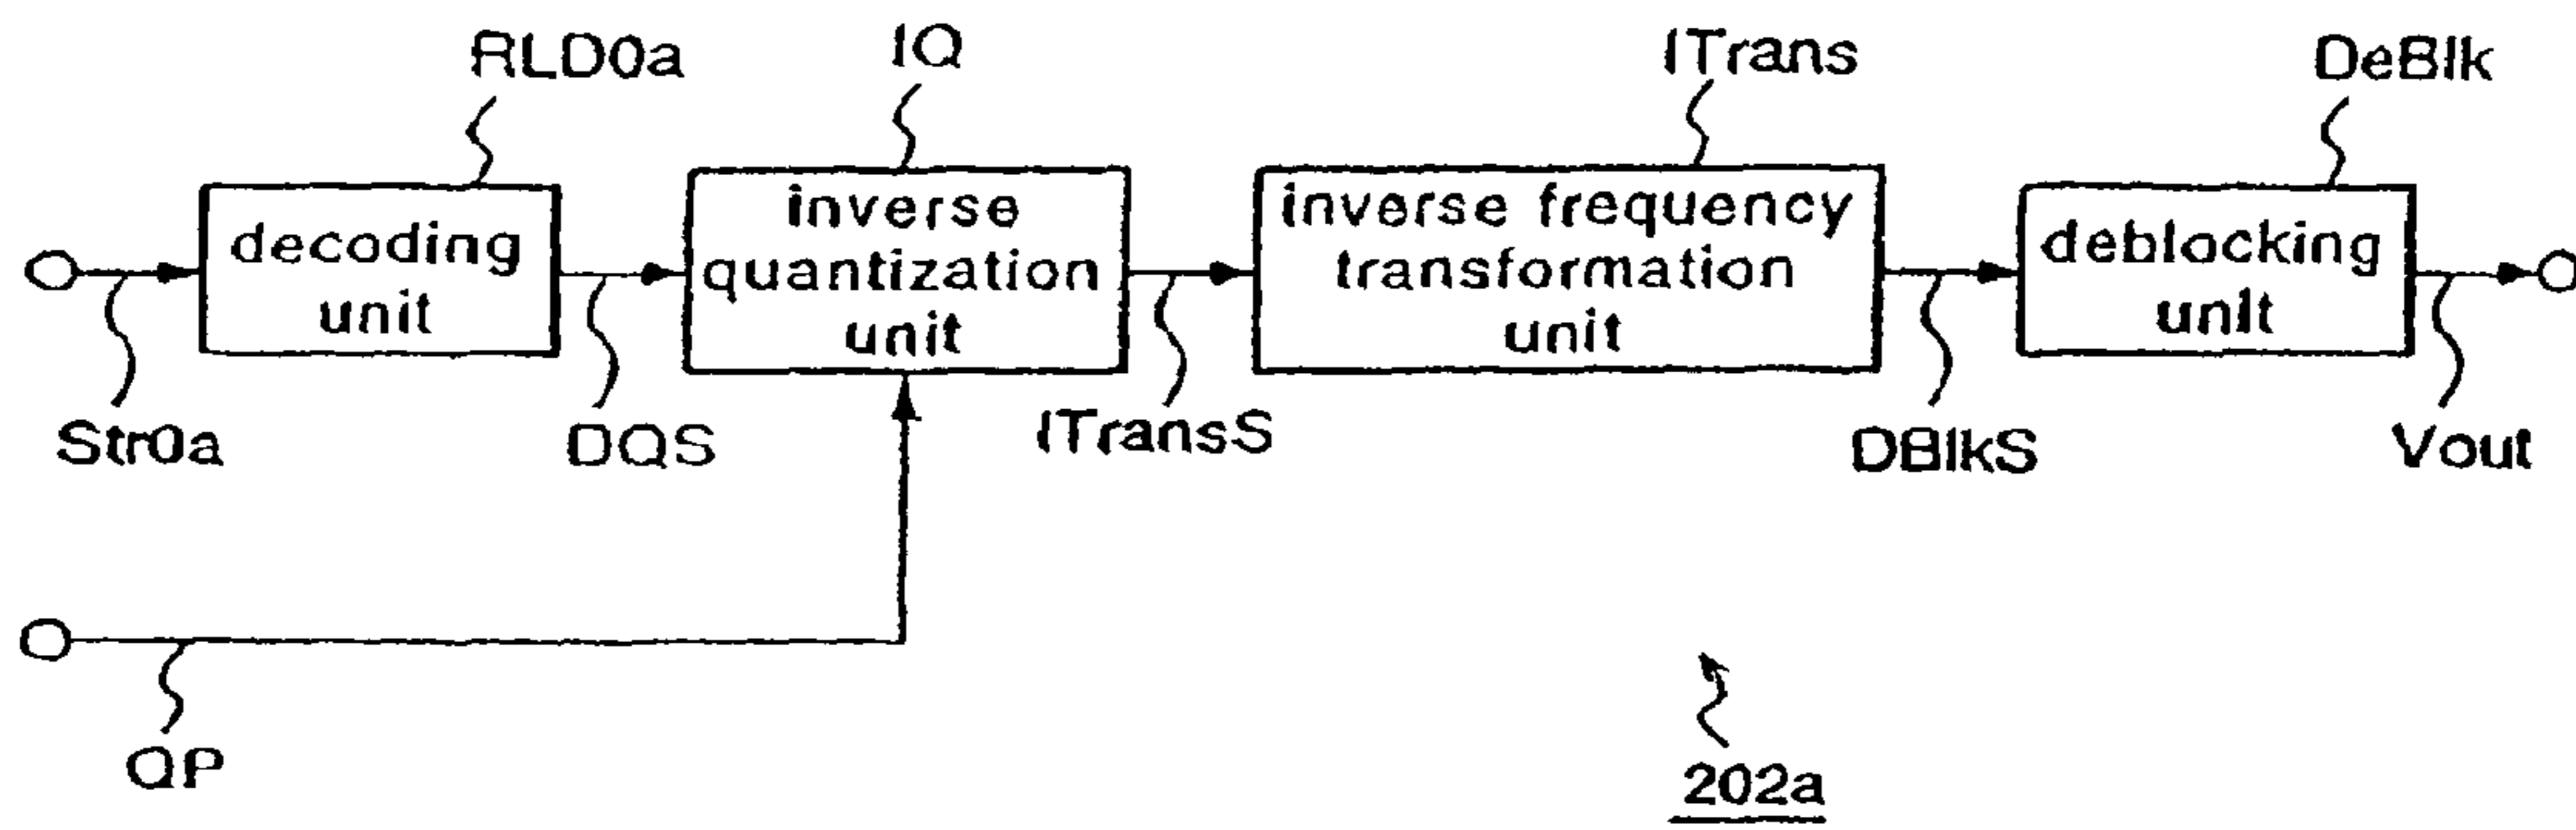 RLD0a
IQ
ITrans
DeBlk
decoding
unit
inverse
quantization
unit
inverse frequency
transformation
unit
deblocking
unit
Str0a
DQS
ITransS
DBlkS
Vout
QP
202a